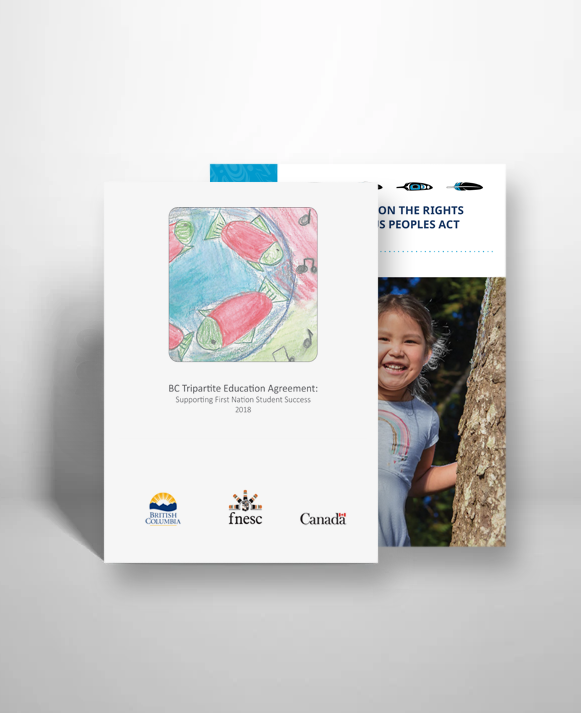 ON THE RIGHTS
S PEOPLES ACT
BC Tripartite Education Agreement:
Supporting First Nation Student Success
2018
BRITISH
COLUMBIA
fnesc
Canada